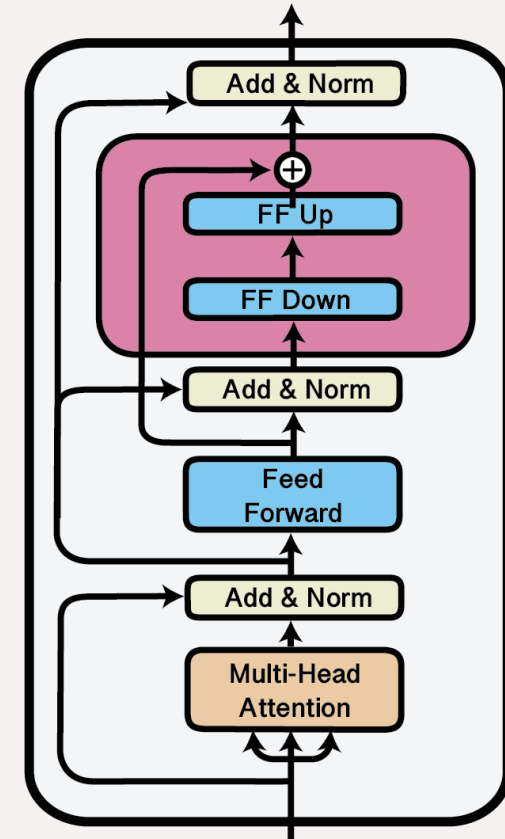 Add & Norm
+
FF Up
FF Down
Add & Norm
Feed
Forward
Add & Norm
Multi-Head
Attention